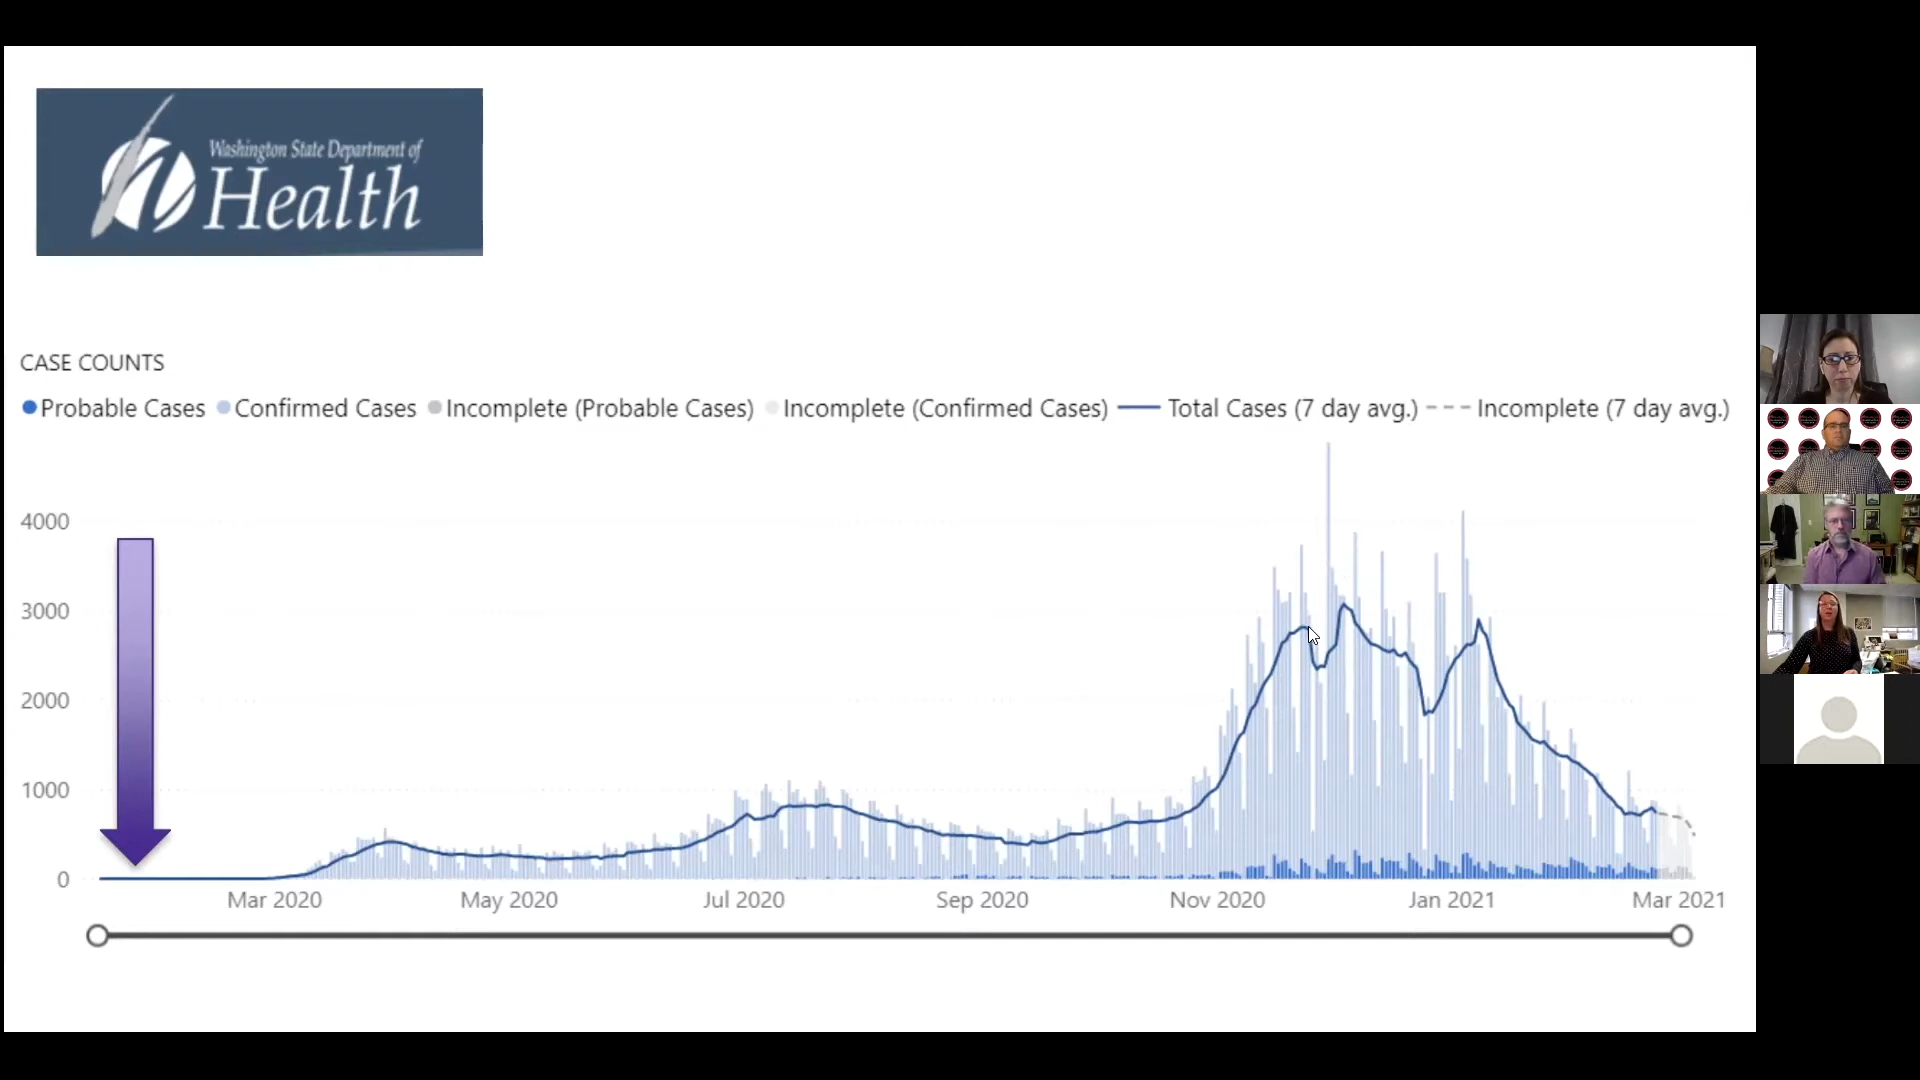 Washington State Department of
Health
CASE COUNTS
Probable Cases Confirmed Cases Incomplete (Probable Cases) Incomplete (Confirmed Cases) Total Cases (7 day avg.) Incomplete (7 day avg.)
4000
3000
2000
1000
0
Mar 2020 May 2020 Jul 2020 Sep 2020 Nov 2020 Jan 2021 Mar 2021